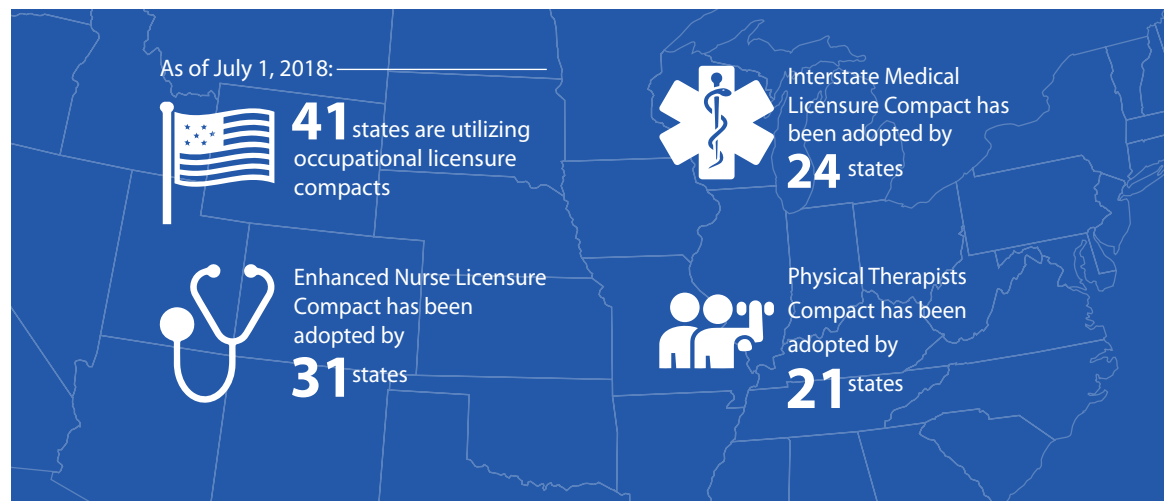 As of July 1, 2018:
41 states are utilizing
occupational licensure
compacts
Enhanced Nurse Licensure
Compact has been
adopted by
31 states
Interstate Medical
Licensure Compact has
been adopted by
24 states
Physical Therapists
Compact has been
adopted by
21 states